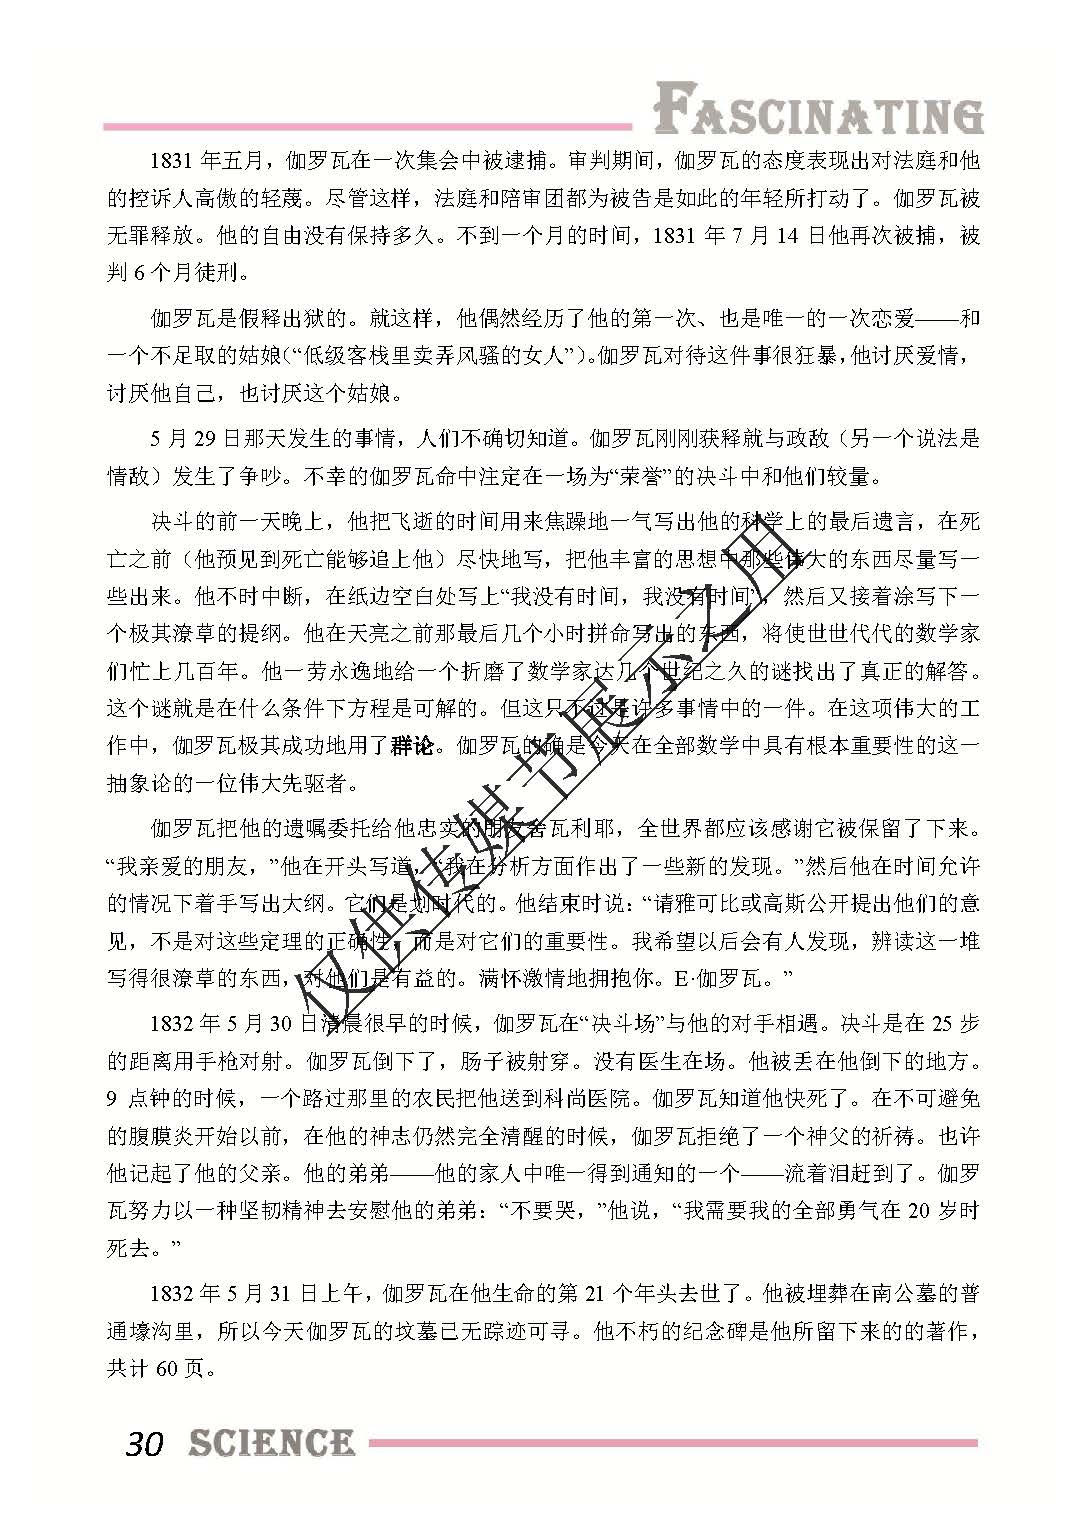 FASCINATING
1831 年五月，伽罗瓦在一次集会中被逮捕。审判期间，伽罗瓦的态度表现出对法庭和他
的控诉人高傲的轻蔑。尽管这样，法庭和陪审团都为被告是如此的年轻所打动了。伽罗瓦被
无罪释放。他的自由没有保持多久。不到一个月的时间，1831 年 7 月 14 日他再次被捕，被
判 6 个月徒刑。
伽罗瓦是假释出狱的。就这样，他偶然经历了他的第一次、也是唯一的一次恋爱——和
一个不足取的姑娘（“低级客栈里卖弄风骚的女人”）。伽罗瓦对待这件事很狂暴，他讨厌爱情，
讨厌他自己，也讨厌这个姑娘。
5 月 29 日那天发生的事情，人们不确切知道。伽罗瓦刚刚获释就与政敌（另一个说法是
情敌）发生了争吵。不幸的伽罗瓦命中注定在一场为“荣誉”的决斗中和他们较量。
决斗的前一天晚上，他把飞逝的时间用来焦躁地一气写出他的科学上的最后遗言，在死
亡之前（他预见到死亡能够追上他）尽快地写，把他丰富的思想中那些伟大的东西尽量写一
些出来。他不时中断，在纸边空白处写上“我没有时间，我没有时间”，然后又接着涂写下一
个极其潦草的提纲。他在天亮之前那最后几个小时拼命写出的东西，将使世世代代的数学家
们忙上几百年。他一劳永逸地给一个折磨了数学家达几个世纪之久的谜找出了真正的解答。
这个谜就是在什么条件下方程是可解的。但这只不过是许多事情中的一件。在这项伟大的工
作中，伽罗瓦极其成功地用了群论。伽罗瓦的确是今天在全部数学中具有根本重要性的这一
抽象论的一位伟大先驱者。
伽罗瓦把他的遗嘱委托给他忠实的朋友舍瓦利耶，全世界都应该感谢它被保留了下来。
“我亲爱的朋友，”他在开头写道，“我在分析方面作出了一些新的发现。”然后他在时间允许
的情况下着手写出大纲。它们是划时代的。他结束时说：“请雅可比或高斯公开提出他们的意
见，不是对这些定理的正确性，而是对它们的重要性。我希望以后会有人发现，辨读这一堆
写得很潦草的东西，对他们是有益的。满怀激情地拥抱你。E·伽罗瓦。”
1832 年 5 月 30 日清晨很早的时候，伽罗瓦在“决斗场”与他的对手相遇。决斗是在 25 步
的距离用手枪对射。伽罗瓦倒下了，肠子被射穿。没有医生在场。他被丢在他倒下的地方。
9 点钟的时候，一个路过那里的农民把他送到科尚医院。伽罗瓦知道他快死了。在不可避免
的腹膜炎开始以前，在他的神志仍然完全清醒的时候，伽罗瓦拒绝了一个神父的祈祷。也许
他记起了他的父亲。他的弟弟——他的家人中唯一得到通知的一个——流着泪赶到了。伽罗
瓦努力以一种坚韧精神去安慰他的弟弟：“不要哭，”他说，“我需要我的全部勇气在 20 岁时
死去。”
1832 年 5 月 31 日上午，伽罗瓦在他生命的第 21 个年头去世了。他被埋葬在南公墓的普
通壕沟里，所以今天伽罗瓦的坟墓已无踪迹可寻。他不朽的纪念碑是他所留下来的的著作，
共计 60 页。
仅供传媒节展示之用
30 SCIENCE